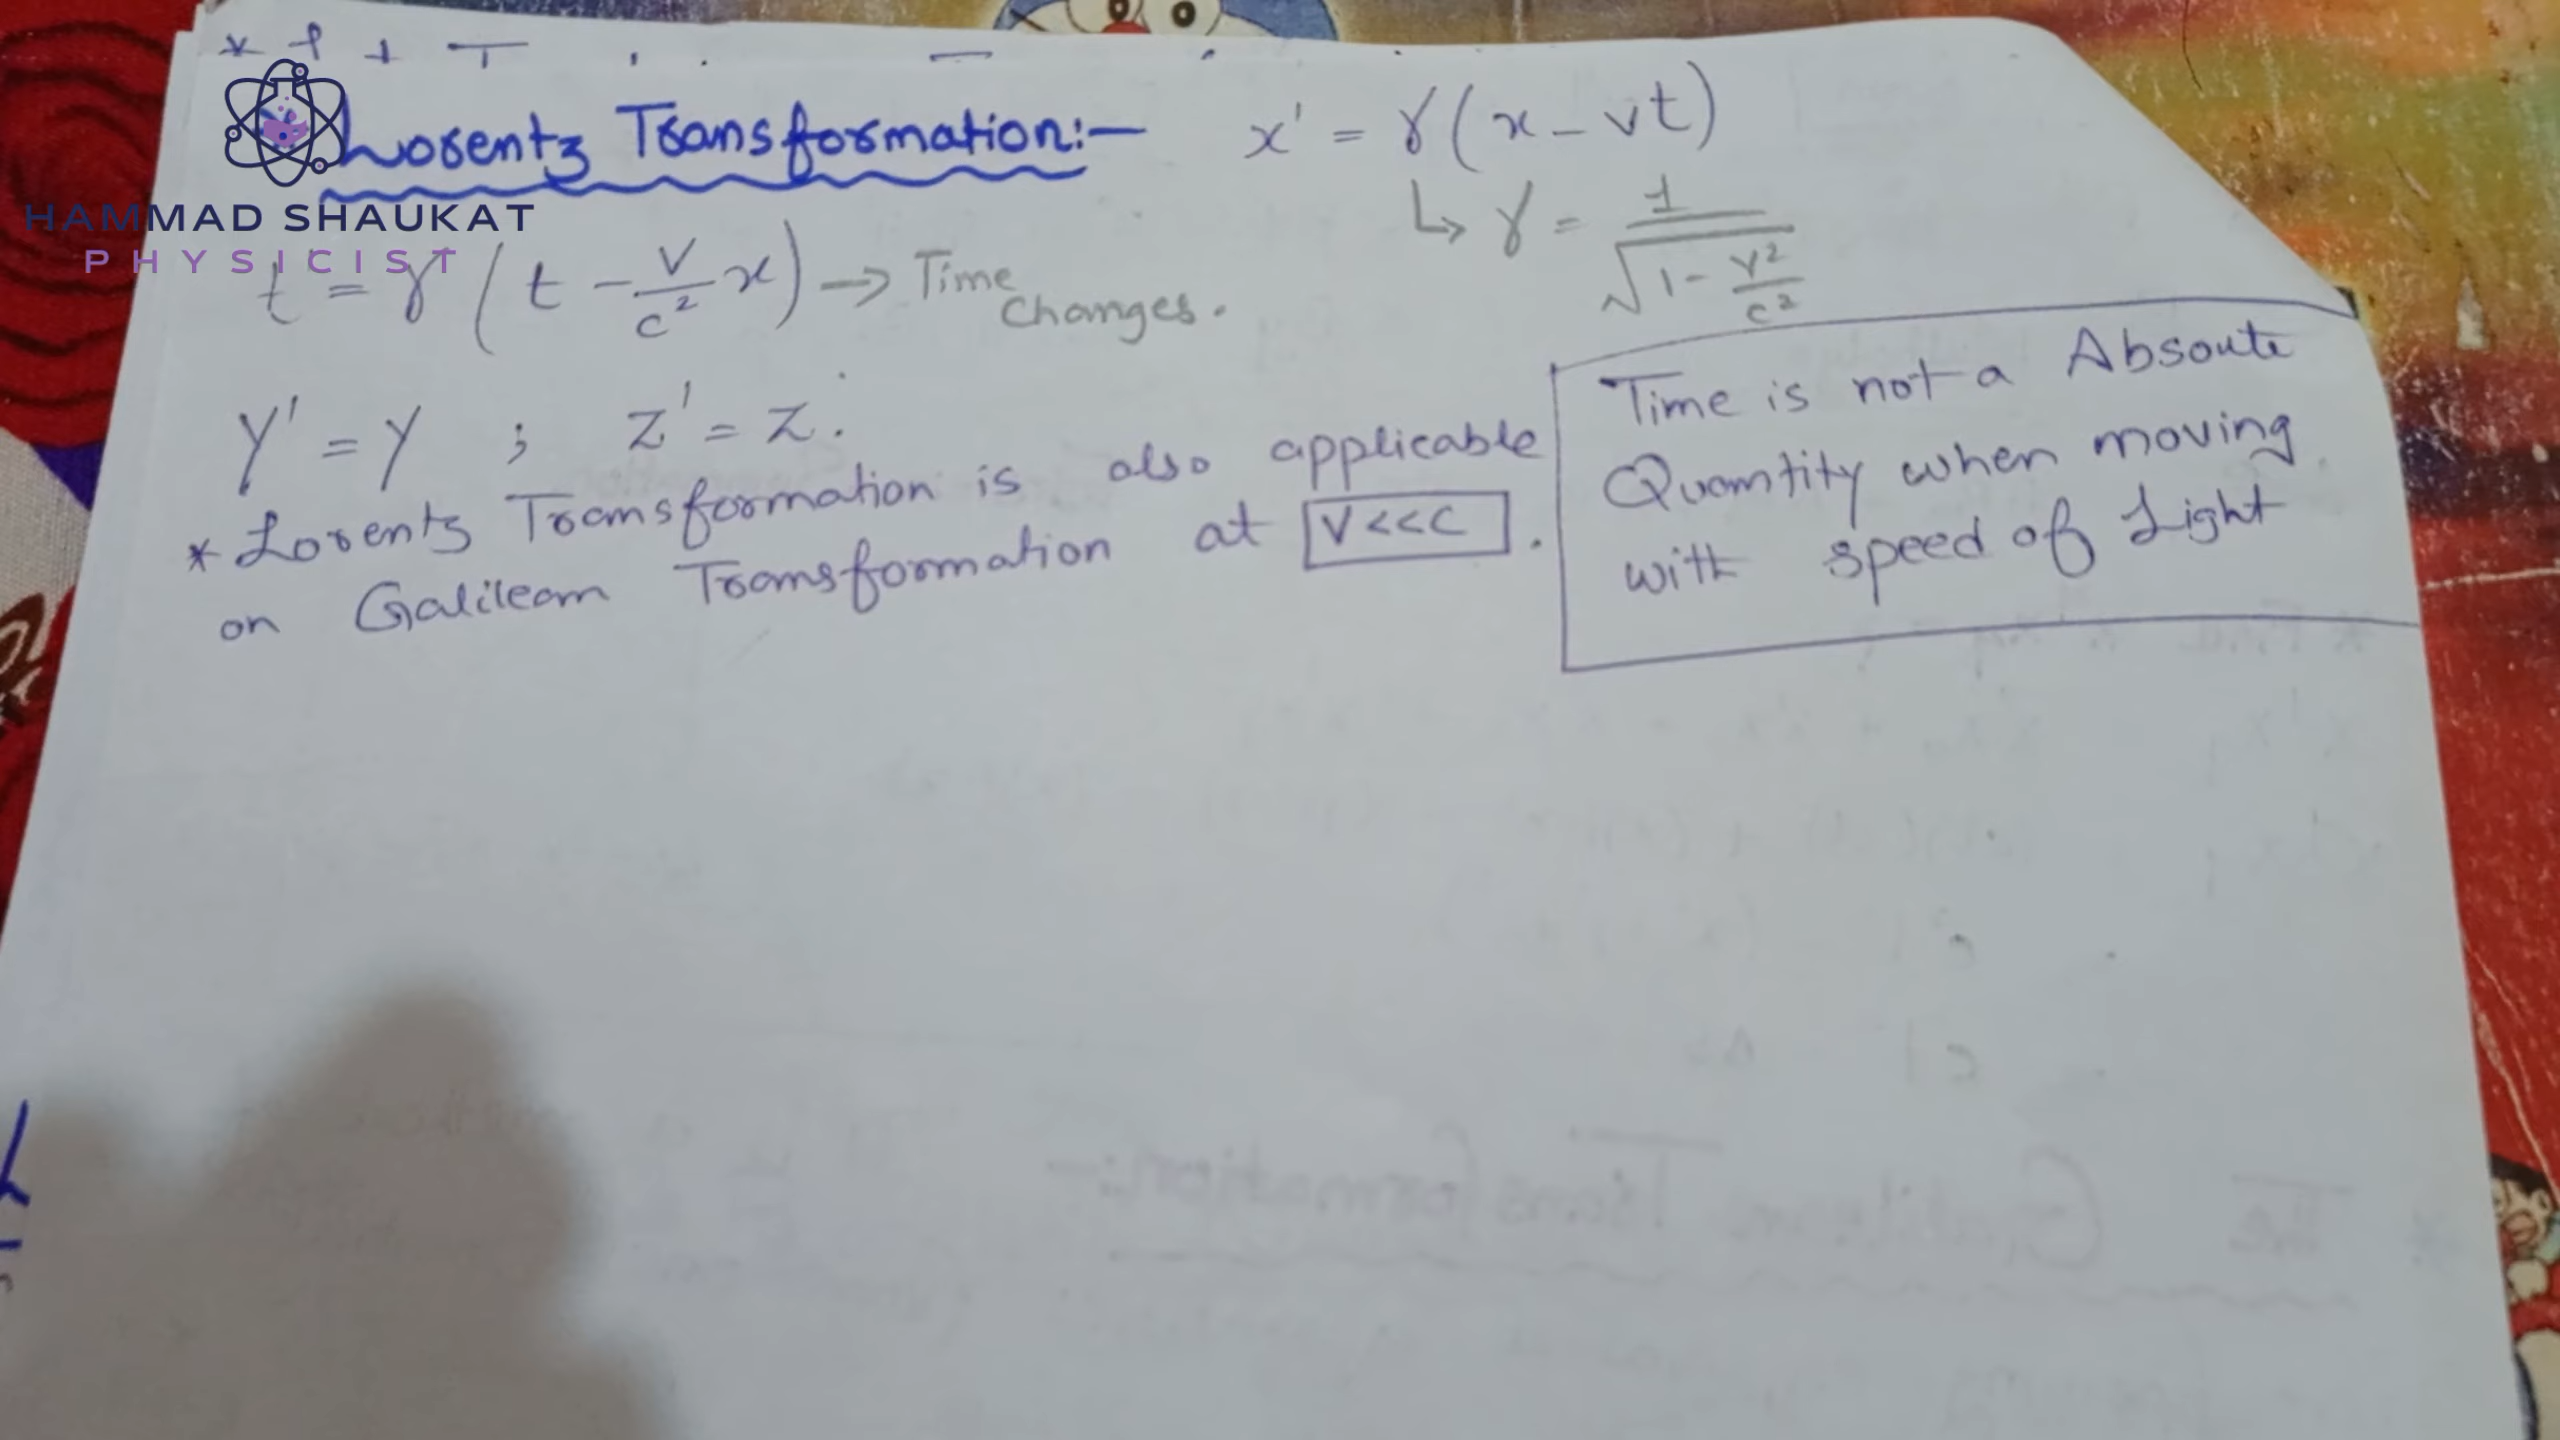 Lorentz Transformation:- x' = γ(x - vt)
↳ γ = 1/√(1 - v²/c²)
HAMMAD SHAUKAT
PHYSICIST
t = γ(t - v/c² x) → Time Changes.
Y' = Y ; Z' = Z.
* Lorentz Transformation is also applicable
on Galilean Transformation at V<<C .
Time is not a Absoute
Quantity when moving
with speed of Light